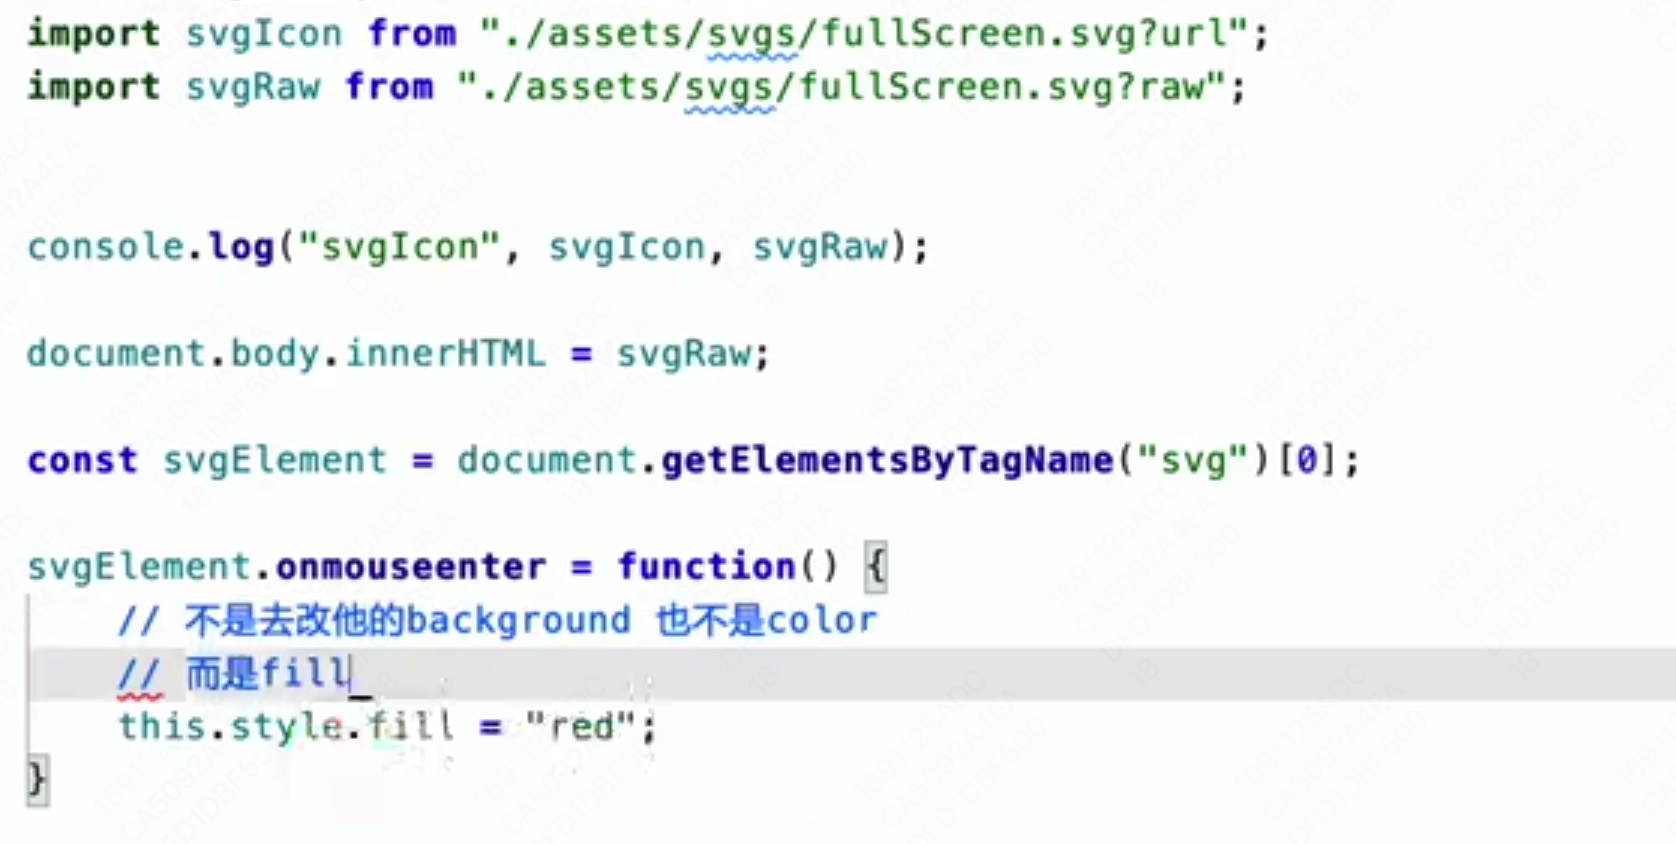 import svgIcon from "./assets/svgs/fullScreen.svg?url";
import svgRaw from "./assets/svgs/fullScreen.svg?raw";
console.log("svgIcon", svgIcon, svgRaw);
document.body.innerHTML = svgRaw;
const svgElement = document.getElementsByTagName("svg")[0];
svgElement.onmouseenter = function() {
// 不是去改他的background 也不是color
// 而是fill
this.style.fill = "red";
}